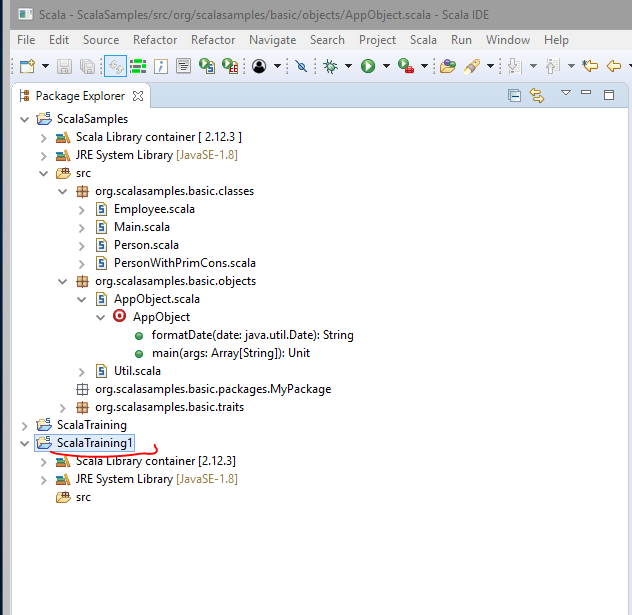 Scala - ScalaSamples/src/org/scalasamples/basic/objects/AppObject.scala - Scala IDE
File Edit Source Refactor Refactor Navigate Search Project Scala Run Window Help
Package Explorer
ScalaSamples
Scala Library container [ 2.12.3 ]
JRE System Library [JavaSE-1.8]
src
org.scalasamples.basic.classes
Employee.scala
Main.scala
Person.scala
PersonWithPrimCons.scala
org.scalasamples.basic.objects
AppObject.scala
AppObject
formatDate(date: java.util.Date): String
main(args: Array[String]): Unit
Util.scala
org.scalasamples.basic.packages.MyPackage
org.scalasamples.basic.traits
ScalaTraining
ScalaTraining1
Scala Library container [2.12.3]
JRE System Library [JavaSE-1.8]
src